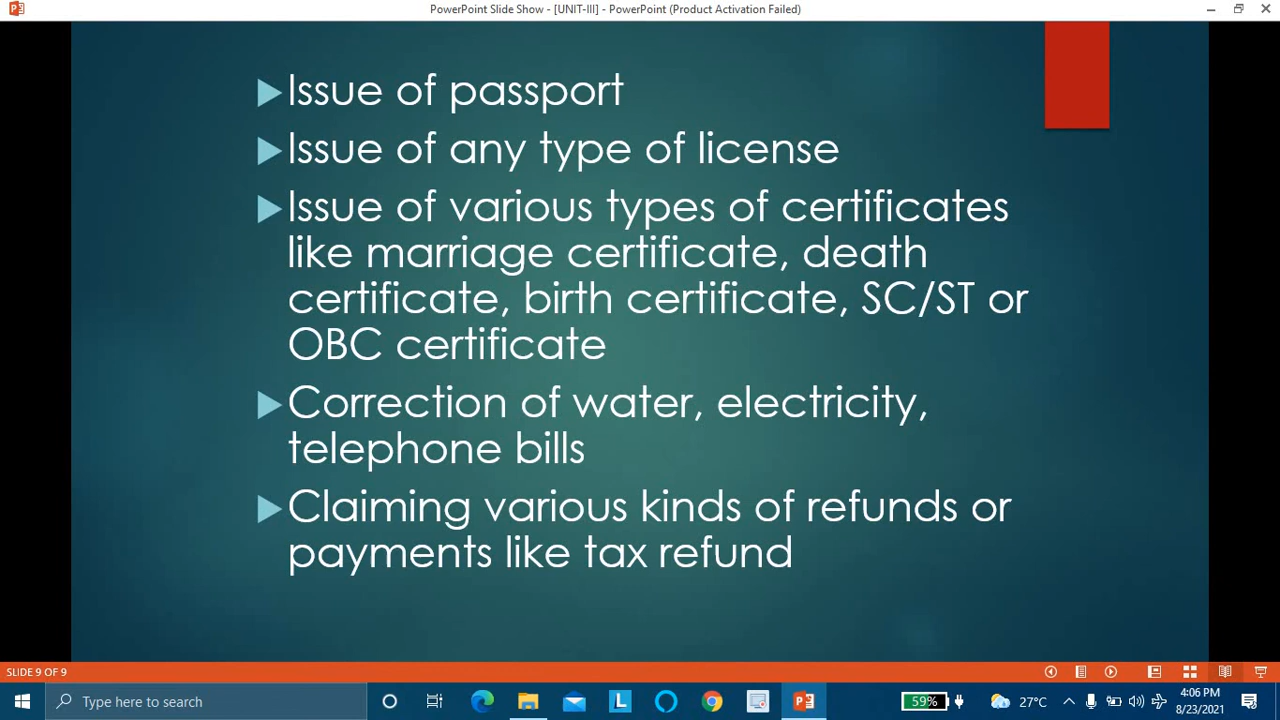 PowerPoint Slide Show - [UNIT-III] - PowerPoint (Product Activation Failed)
Issue of passport
Issue of any type of license
Issue of various types of certificates
like marriage certificate, death
certificate, birth certificate, SC/ST or
OBC certificate
Correction of water, electricity,
telephone bills
Claiming various kinds of refunds or
payments like tax refund
SLIDE 9 OF 9
Type here to search
L
59%
27°C
4:06 PM
8/23/2021